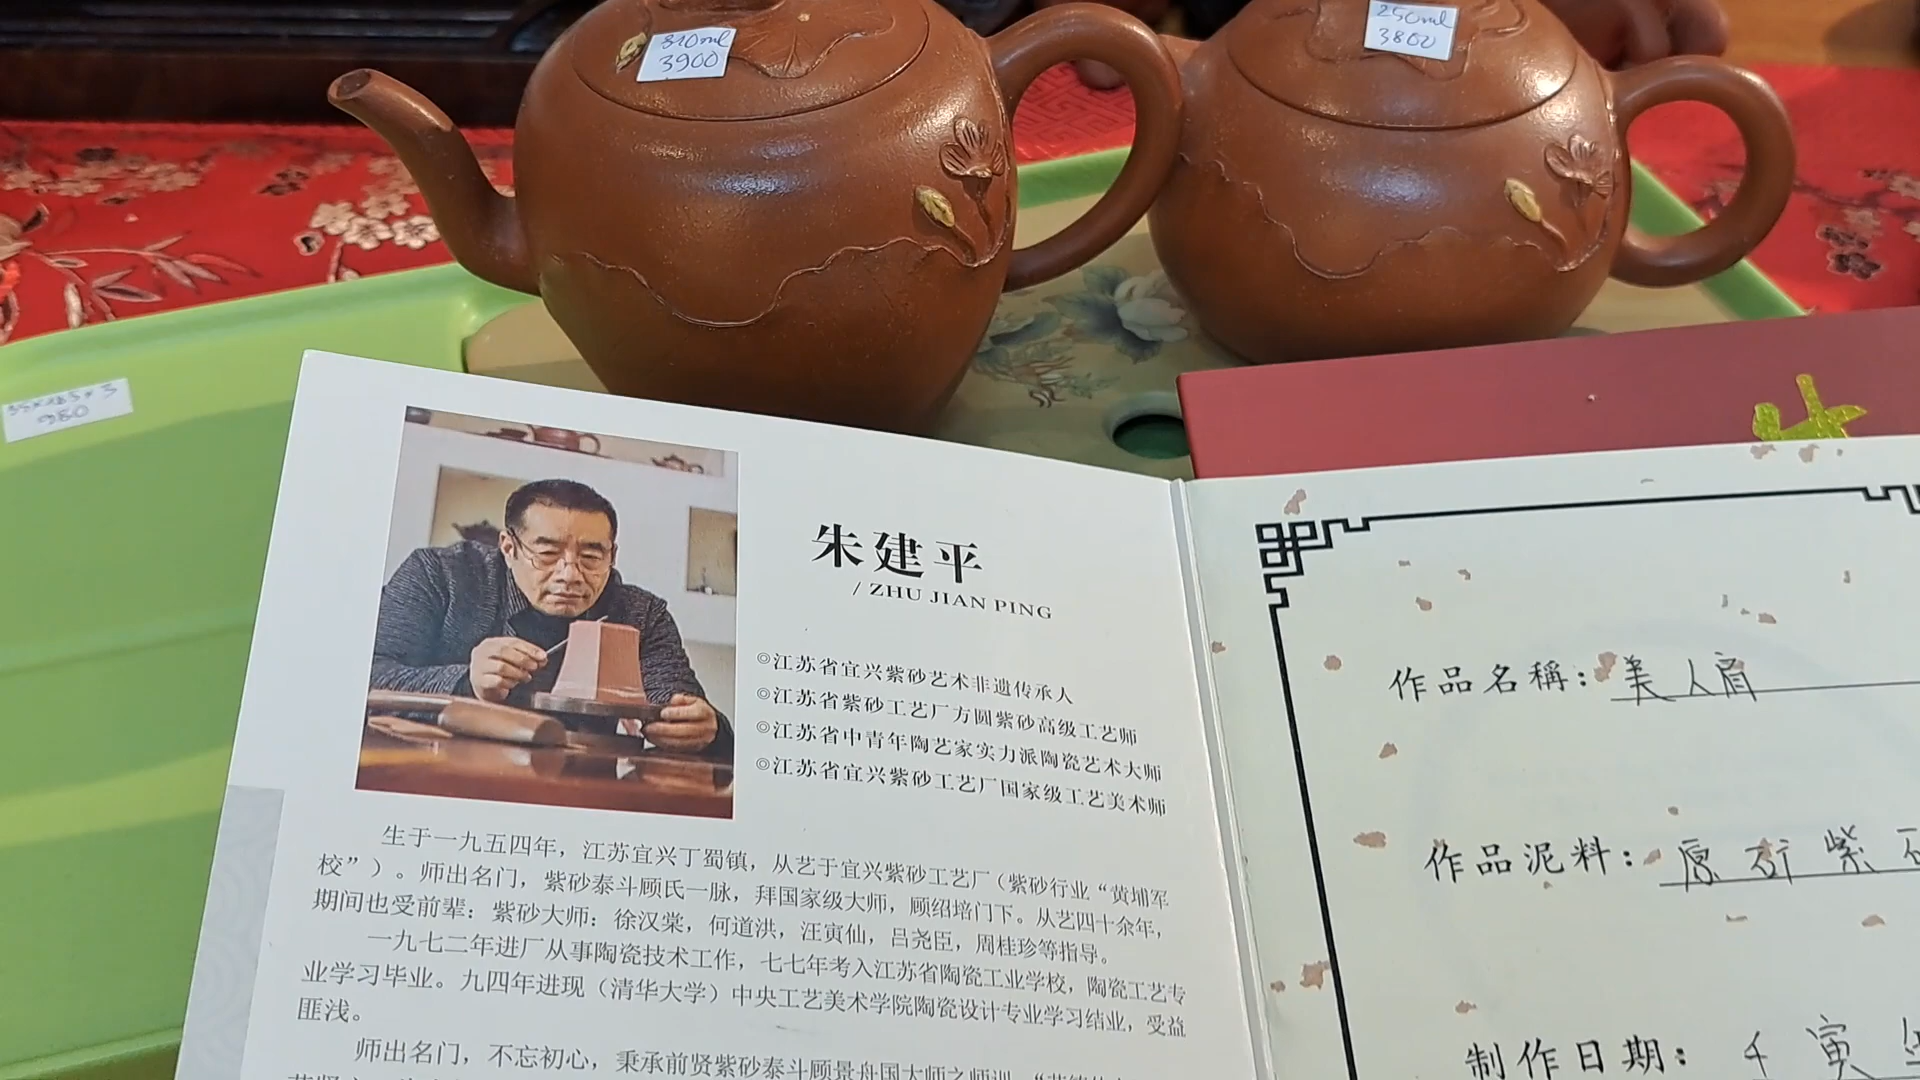 310ml
3900
250ml
3800
980
朱建平
/ ZHU JIAN PING
◎江苏省宜兴紫砂艺术非遗传承人
◎江苏省紫砂工艺厂方圆紫砂高级工艺师
◎江苏省中青年陶艺家实力派陶瓷艺术大师
◎江苏省宜兴紫砂工艺厂国家级工艺美术师
生于一九五四年，江苏宜兴丁蜀镇，从艺于宜兴紫砂工艺厂（紫砂行业“黄埔军
校”）。师出名门，紫砂泰斗顾氏一脉，拜国家级大师，顾绍培门下。从艺四十余年，
期间也受前辈：紫砂大师：徐汉棠，何道洪，汪寅仙，吕尧臣，周桂珍等指导。
一九七二年进厂从事陶瓷技术工作，七七年考入江苏省陶瓷工业学校，陶瓷工艺专
业学习毕业。九四年进现（清华大学）中央工艺美术学院陶瓷设计专业学习结业，受益
匪浅。
师出名门，不忘初心，秉承前贤紫砂泰斗顾景舟国大师之师训，
作品名稱：美人肩
作品泥料：原矿紫
制作日期：寅